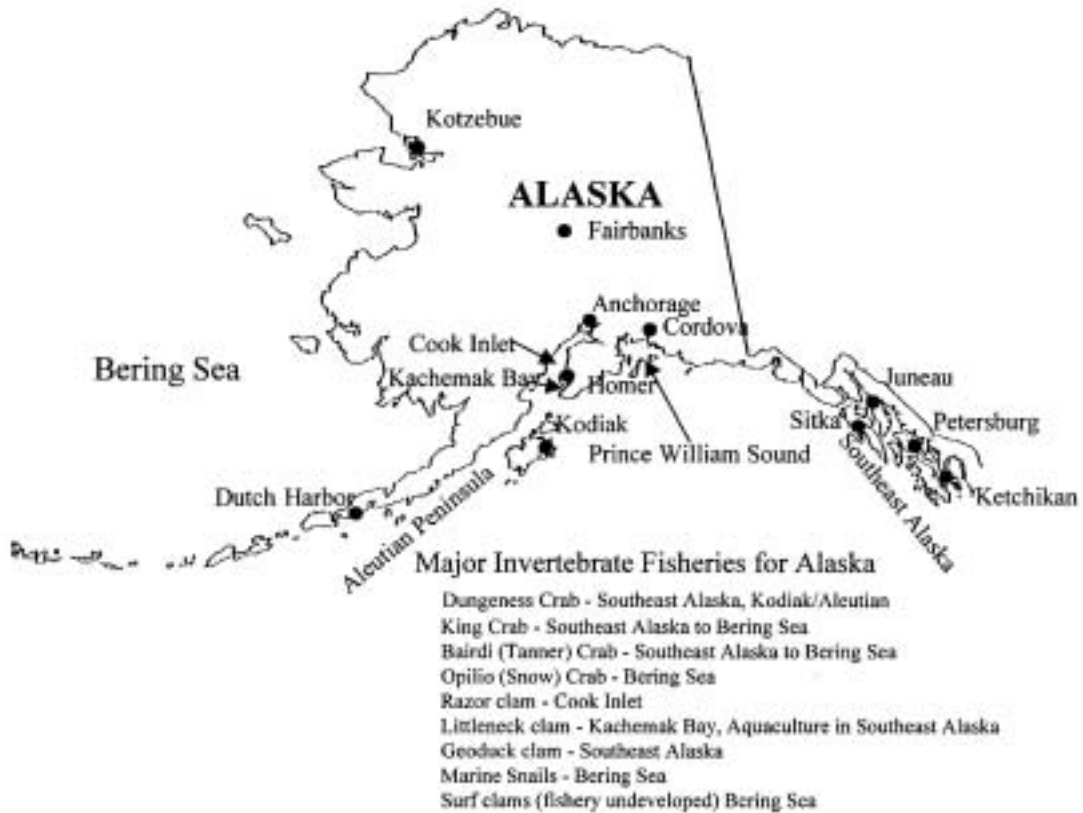 Kotzebue
ALASKA
Fairbanks
Anchorage
Cordova
Cook Inlet
Bering Sea
Kachemak Bay
Homer
Juneau
Sitka
Petersburg
Kodiak
Prince William Sound
Dutch Harbor
Ketchikan
Aleutian Peninsula
Southeast Alaska
Major Invertebrate Fisheries for Alaska
Dungeness Crab - Southeast Alaska, Kodiak/Aleutian
King Crab - Southeast Alaska to Bering Sea
Bairdi (Tanner) Crab - Southeast Alaska to Bering Sea
Opilio (Snow) Crab - Bering Sea
Razor clam - Cook Inlet
Littleneck clam - Kachemak Bay, Aquaculture in Southeast Alaska
Geoduck clam - Southeast Alaska
Marine Snails - Bering Sea
Surf clams (fishery undeveloped) Bering Sea